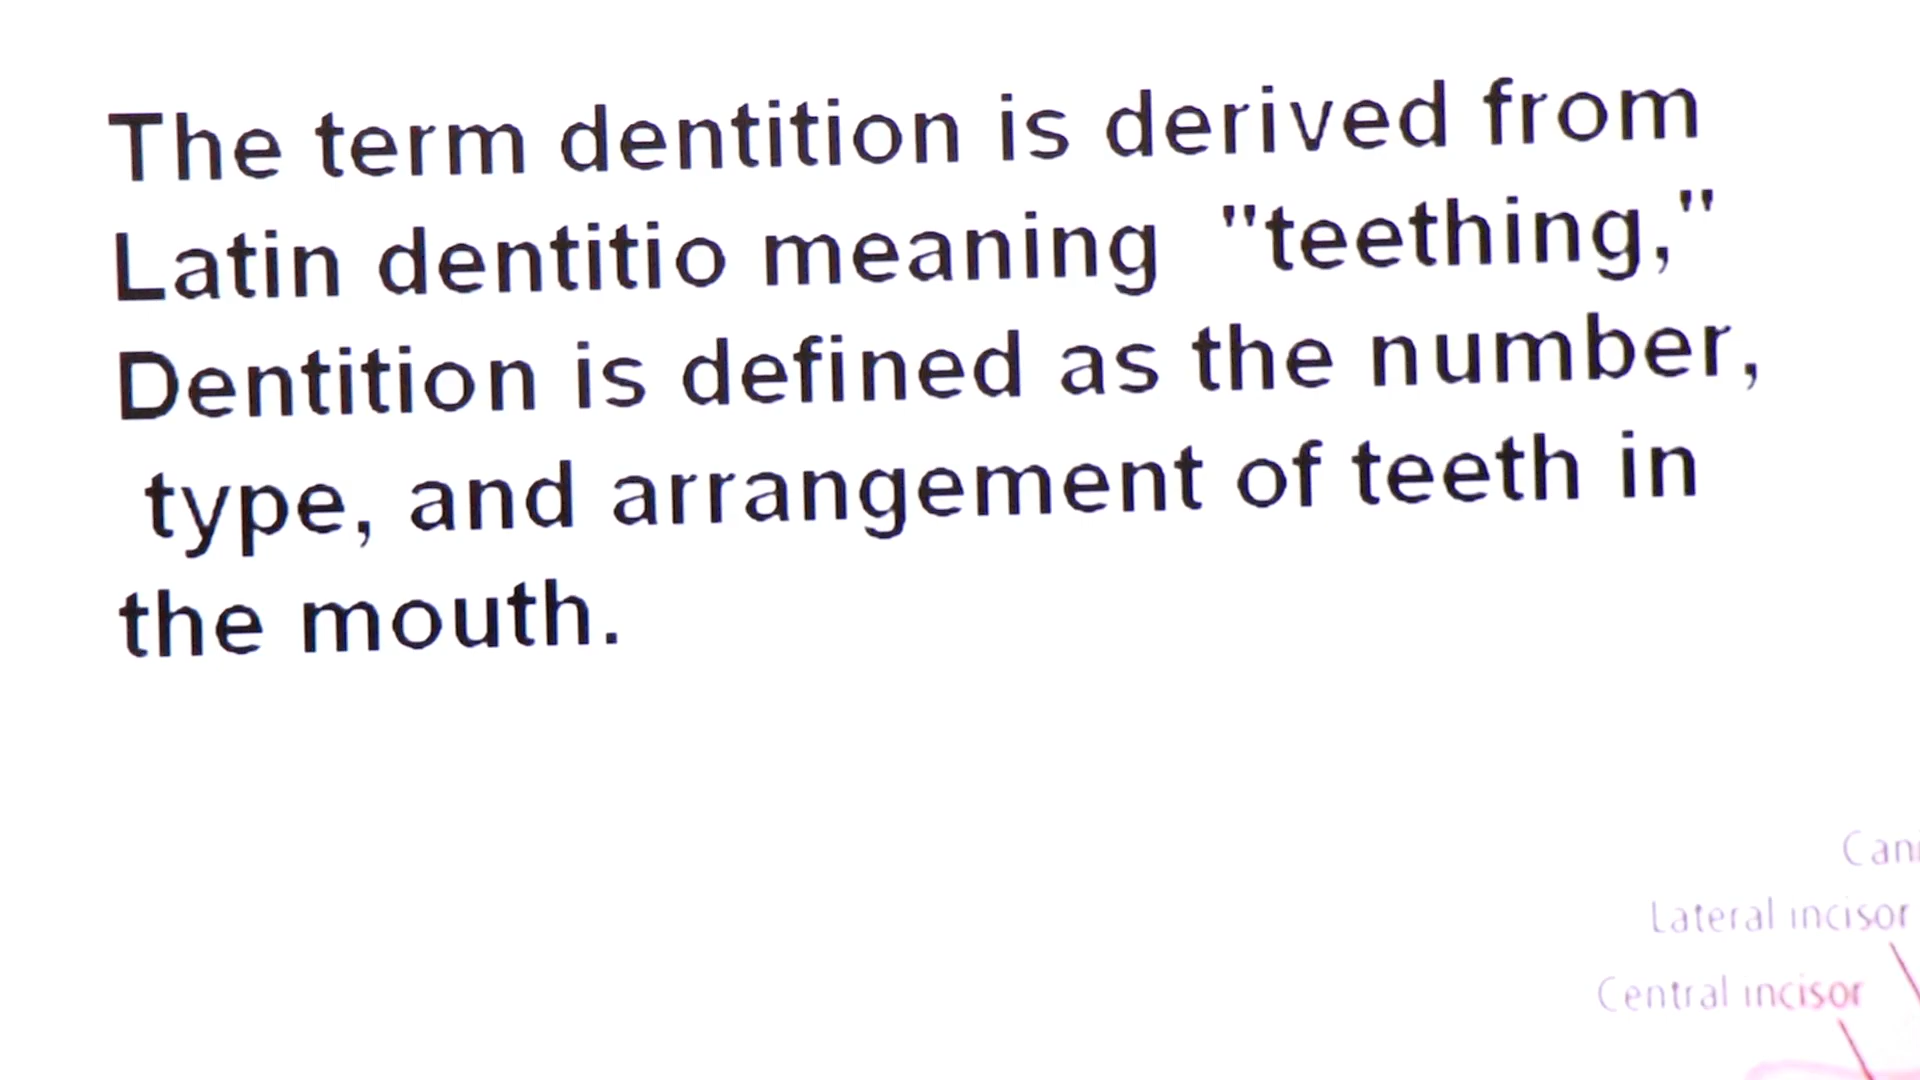 The term dentition is derived from
Latin dentitio meaning "teething,"
Dentition is defined as the number,
type, and arrangement of teeth in
the mouth.
Lateral incisor
Central incisor